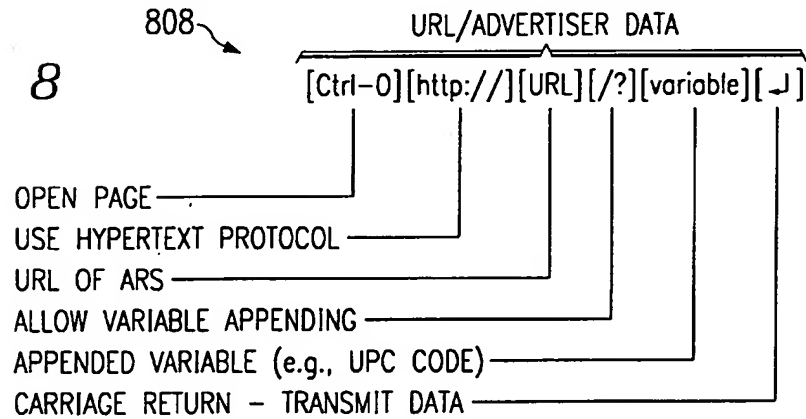 808
URL/ADVERTISER DATA
8
[Ctrl-O][http://][URL][/?][variable][↵]
OPEN PAGE
USE HYPERTEXT PROTOCOL
URL OF ARS
ALLOW VARIABLE APPENDING
APPENDED VARIABLE (e.g., UPC CODE)
CARRIAGE RETURN – TRANSMIT DATA